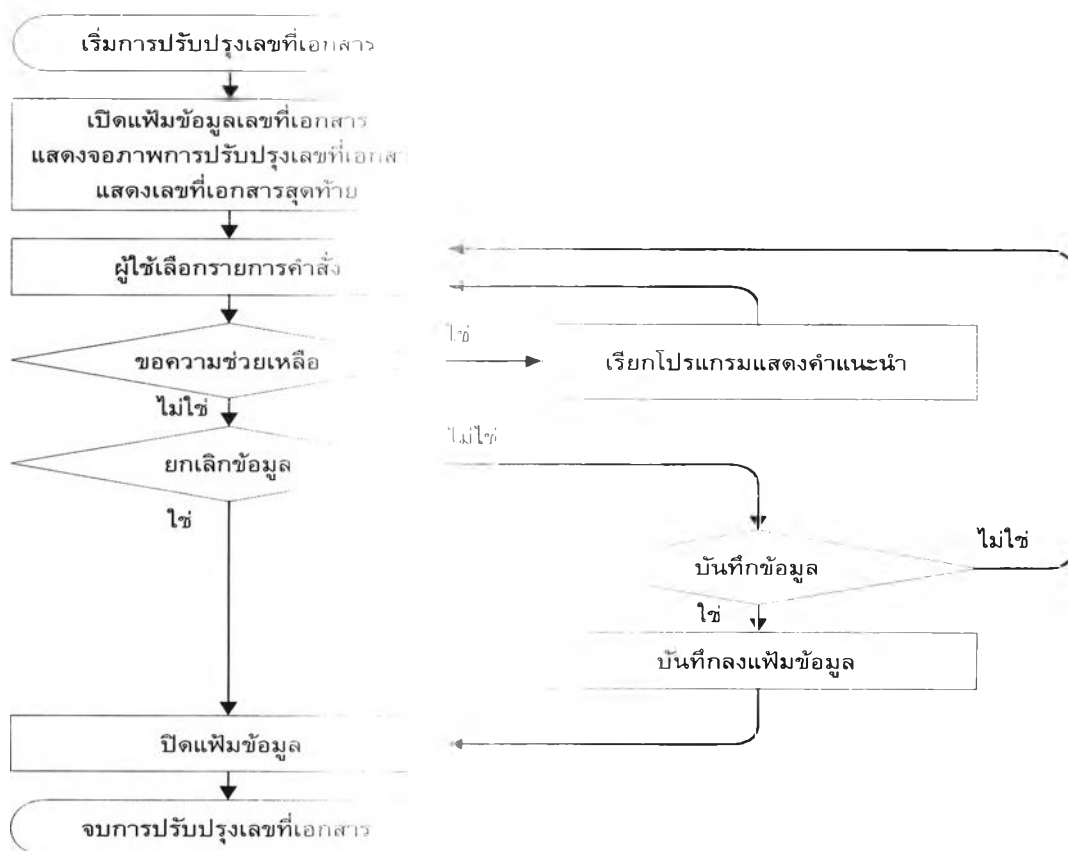 เริ่มการปรับปรุงเลขที่เอกสาร
เปิดแฟ้มข้อมูลเลขที่เอกสาร
แสดงจอภาพการปรับปรุงเลขที่เอกสาร
แสดงเลขที่เอกสารสุดท้าย
ผู้ใช้เลือกรายการคำสั่ง
ขอความช่วยเหลือ
ใช่
เรียกโปรแกรมแสดงคำแนะนำ
ไม่ใช่
ยกเลิกข้อมูล
ไม่ใช่
ใช่
บันทึกข้อมูล
ไม่ใช่
ใช่
บันทึกลงแฟ้มข้อมูล
ปิดแฟ้มข้อมูล
จบการปรับปรุงเลขที่เอกสาร